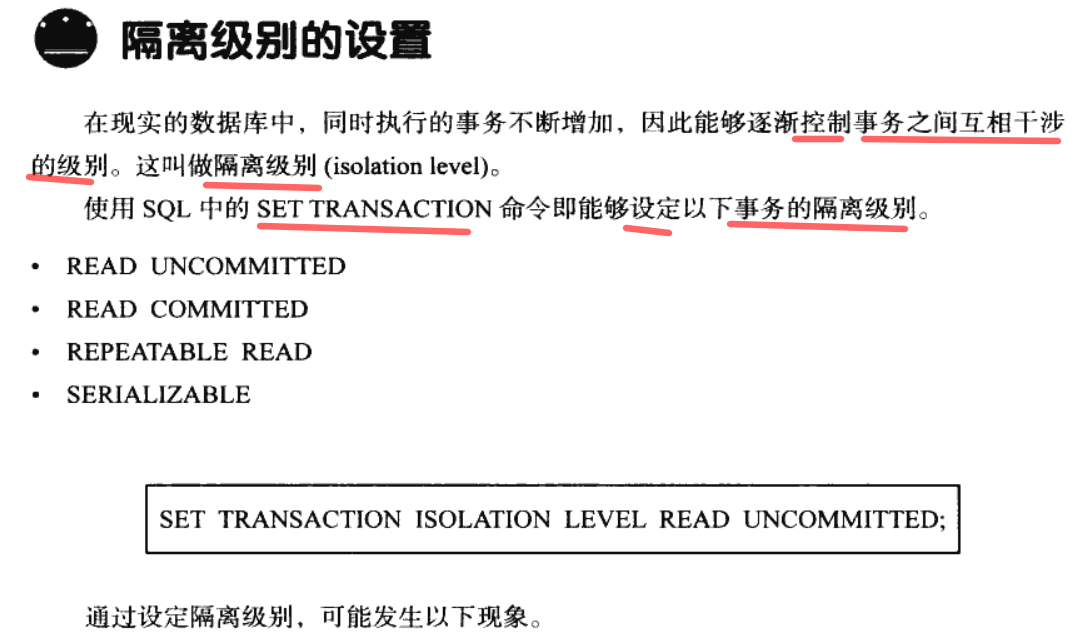 隔离级别的设置
在现实的数据库中，同时执行的事务不断增加，因此能够逐渐控制事务之间互相干涉
的级别。这叫做隔离级别 (isolation level)。
使用 SQL 中的 SET TRANSACTION 命令即能够设定以下事务的隔离级别。
• READ UNCOMMITTED
• READ COMMITTED
• REPEATABLE READ
• SERIALIZABLE
SET TRANSACTION ISOLATION LEVEL READ UNCOMMITTED;
通过设定隔离级别，可能发生以下现象。